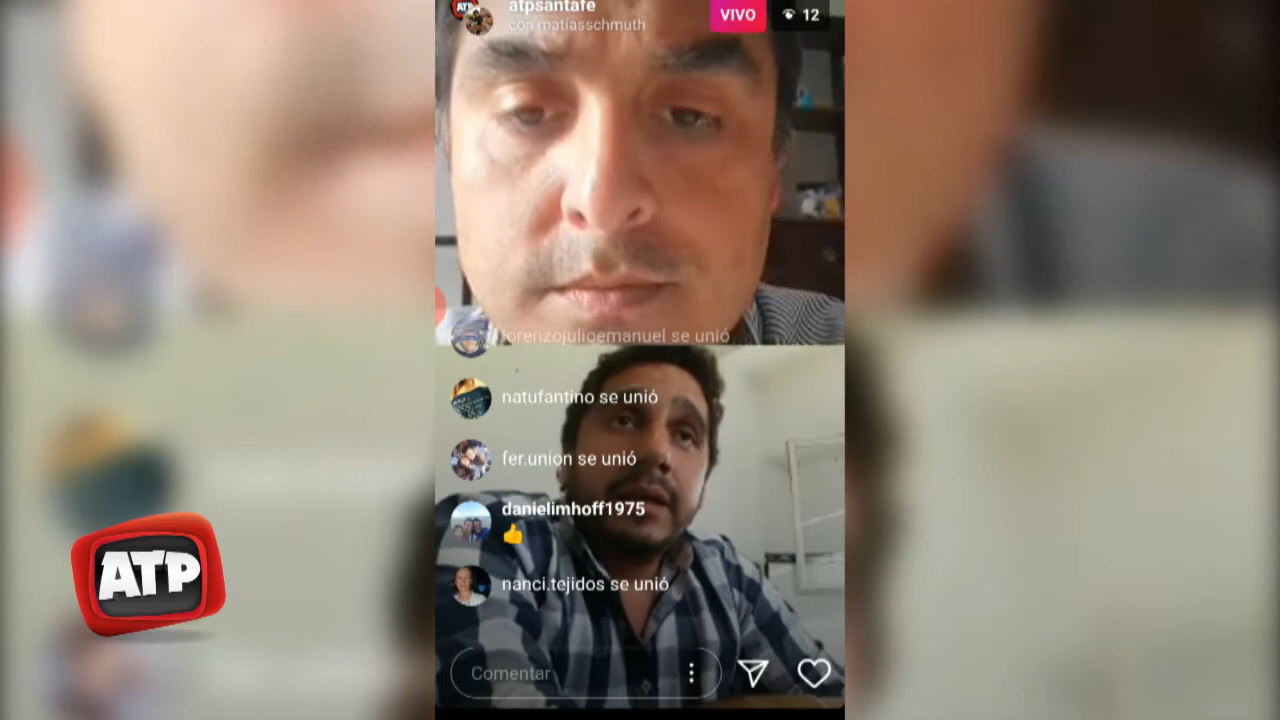 atpsantafe
con matiasschmuth
VIVO
12
lorenzojulioemanuel se unió
natufantino se unió
fer.union se unió
danielimhoff1975
👍
nanci.tejidos se unió
Comentar
ATP